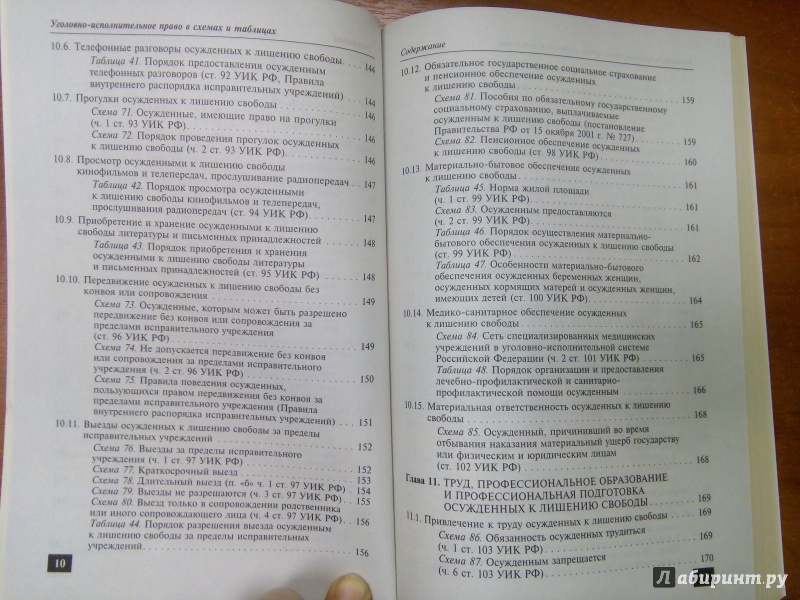 Уголовно-исполнительное право в схемах и таблицах
10.6. Телефонные разговоры осужденных к лишению свободы. . . . 144
Таблица 41. Порядок предоставления осужденным
телефонных разговоров (ст. 92 УИК РФ, Правила
внутреннего распорядка исправительных учреждений) . . . . 144
10.7. Прогулки осужденных к лишению свободы . . . . 146
Схема 71. Осужденные, имеющие право на прогулки
(ч. 1 ст. 93 УИК РФ). . . . 146
Схема 72. Порядок проведения прогулок осужденных
к лишению свободы (ч. 2 ст. 93 УИК РФ). . . . 146
10.8. Просмотр осужденными к лишению свободы
кинофильмов и телепередач, прослушивание радиопередач . . . . 147
Таблица 42. Порядок просмотра осужденными
к лишению свободы кинофильмов и телепередач,
прослушивания радиопередач (ст. 94 УИК РФ). . . . 147
10.9. Приобретение и хранение осужденными к лишению
свободы литературы и письменных принадлежностей . . . . 148
Таблица 43. Порядок приобретения и хранения
осужденными к лишению свободы литературы
и письменных принадлежностей (ст. 95 УИК РФ) . . . . 148
10.10. Передвижение осужденных к лишению свободы без
конвоя или сопровождения . . . . 149
Схема 73. Осужденные, которым может быть разрешено
передвижение без конвоя или сопровождения за
пределами исправительного учреждения
(ст. 96 УИК РФ) . . . . 149
Схема 74. Не допускается передвижение без конвоя
или сопровождения за пределами исправительного
учреждения (ч. 2 ст. 96 УИК РФ) . . . . 150
Схема 75. Правила поведения осужденных,
пользующихся правом передвижения без конвоя за
пределами исправительного учреждения (Правила
внутреннего распорядка исправительных учреждений) . . . . 151
10.11. Выезды осужденных к лишению свободы за пределы
исправительных учреждений . . . . 152
Схема 76. Выезды за пределы исправительного
учреждения (ч. 1 ст. 97 УИК РФ) . . . . 152
Схема 77. Краткосрочный выезд . . . . 153
Схема 78. Длительный выезд (п. «б» ч. 1 ст. 97 УИК РФ) . . 154
Схема 79. Выезды не разрешаются (ч. 3 ст. 97 УИК РФ) . . . 155
Схема 80. Выезд только в сопровождении родственника
или иного сопровождающего лица (ч. 4 ст. 97 УИК РФ) . . . 156
Таблица 44. Порядок разрешения выезда осужденным
к лишению свободы за пределы исправительных
учреждений. . . . 156
10
Содержание
10.12. Обязательное государственное социальное страхование
и пенсионное обеспечение осужденных
к лишению свободы . . . . 159
Схема 81. Пособия по обязательному государственному
социальному страхованию, выплачиваемые
осужденным к лишению свободы (постановление
Правительства РФ от 15 октября 2001 г. № 727) . . . . 159
Схема 82. Пенсионное обеспечение осужденных
к лишению свободы (ст. 98 УИК РФ) . . . . 160
10.13. Материально-бытовое обеспечение осужденных
к лишению свободы . . . . 161
Таблица 45. Норма жилой площади
(ч. 1 ст. 99 УИК РФ) . . . . 161
Схема 83. Осужденным предоставляются
(ч. 2 ст. 99 УИК РФ) . . . . 161
Таблица 46. Порядок осуществления материально-
бытового обеспечения осужденных к лишению свободы
(ст. 99 УИК РФ) . . . . 162
Таблица 47. Особенности материально-бытового
обеспечения осужденных беременных женщин,
осужденных кормящих матерей и осужденных женщин,
имеющих детей (ст. 100 УИК РФ) . . . . 164
10.14. Медико-санитарное обеспечение осужденных
к лишению свободы . . . . 165
Схема 84. Сеть специализированных медицинских
учреждений в уголовно-исполнительной системе
Российской Федерации (ч. 2 ст. 101 УИК РФ) . . . . 165
Таблица 48. Порядок организации и предоставления
лечебно-профилактической и санитарно-
профилактической помощи осужденным . . . . 166
10.15. Материальная ответственность осужденных к лишению
свободы . . . . 168
Схема 85. Осужденный, причинивший во время
отбывания наказания материальный ущерб государству
или физическим и юридическим лицам
(ст. 102 УИК РФ) . . . . 168
Глава 11. ТРУД, ПРОФЕССИОНАЛЬНОЕ ОБРАЗОВАНИЕ
И ПРОФЕССИОНАЛЬНАЯ ПОДГОТОВКА
ОСУЖДЕННЫХ К ЛИШЕНИЮ СВОБОДЫ . . . . 169
11.1. Привлечение к труду осужденных к лишению свободы . . . . 169
Схема 86. Обязанность осужденных трудиться
(ч. 1 ст. 103 УИК РФ) . . . . 169
Схема 87. Осужденным запрещается
(ч. 6 ст. 103 УИК РФ) . . . . 170
Лабиринт.ру